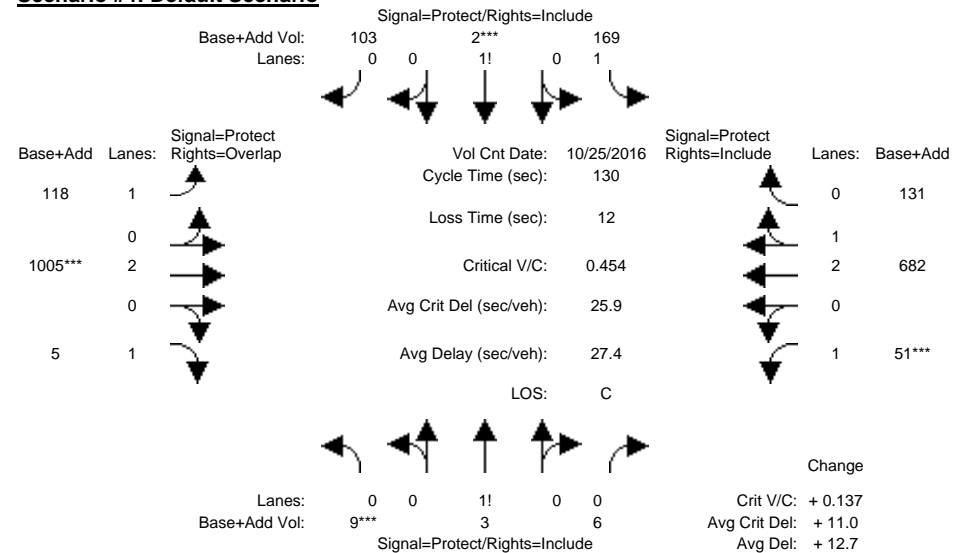 Scenario #4: Default Scenario
Signal=Protect/Rights=Include
Base+Add Vol: 103 2*** 169
Lanes: 0 0 1! 0 1
Signal=Protect Signal=Protect
Base+Add Lanes: Rights=Overlap Vol Cnt Date: 10/25/2016 Rights=Include Lanes: Base+Add
118 1 Cycle Time (sec): 130 0 131
Loss Time (sec): 12
0 1
1005*** 2 Critical V/C: 0.454 2 682
0 Avg Crit Del (sec/veh): 25.9 0
5 1 Avg Delay (sec/veh): 27.4 1 51***
LOS: C
Change
Lanes: 0 0 1! 0 0 Crit V/C: + 0.137
Base+Add Vol: 9*** 3 6 Avg Crit Del: + 11.0
Signal=Protect/Rights=Include Avg Del: + 12.7